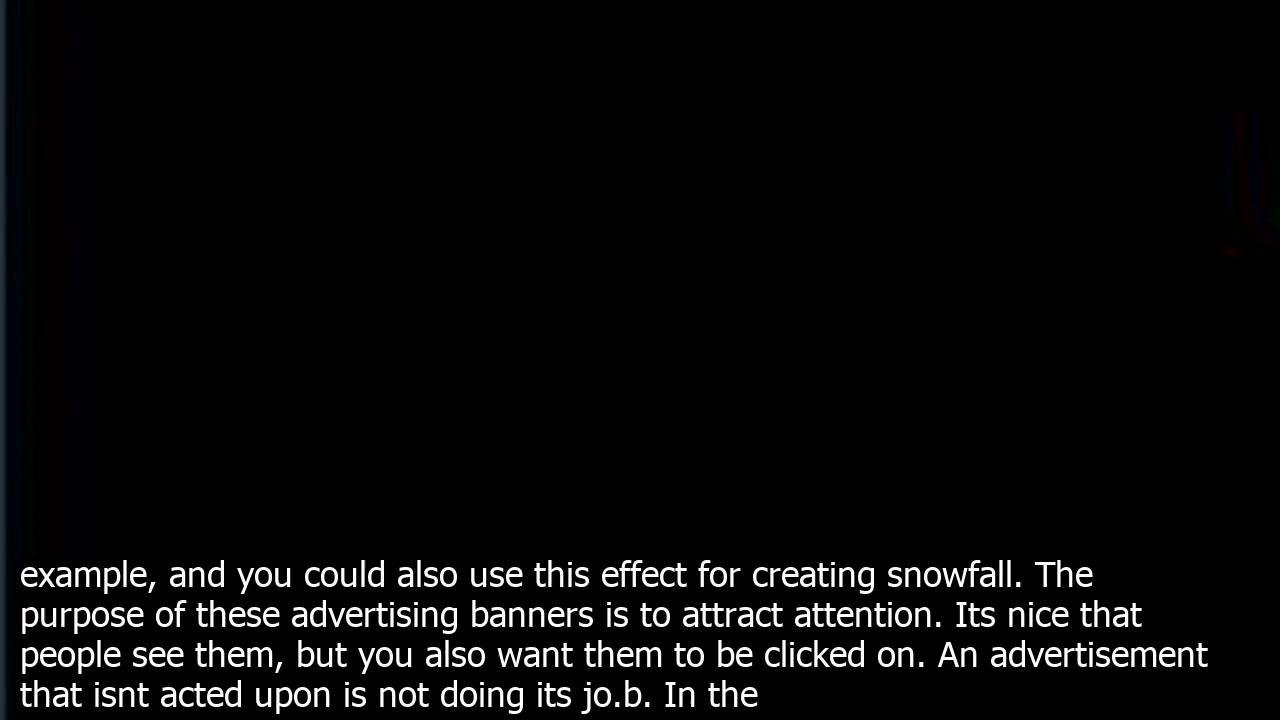 example, and you could also use this effect for creating snowfall. The
purpose of these advertising banners is to attract attention. Its nice that
people see them, but you also want them to be clicked on. An advertisement
that isnt acted upon is not doing its jo.b. In the